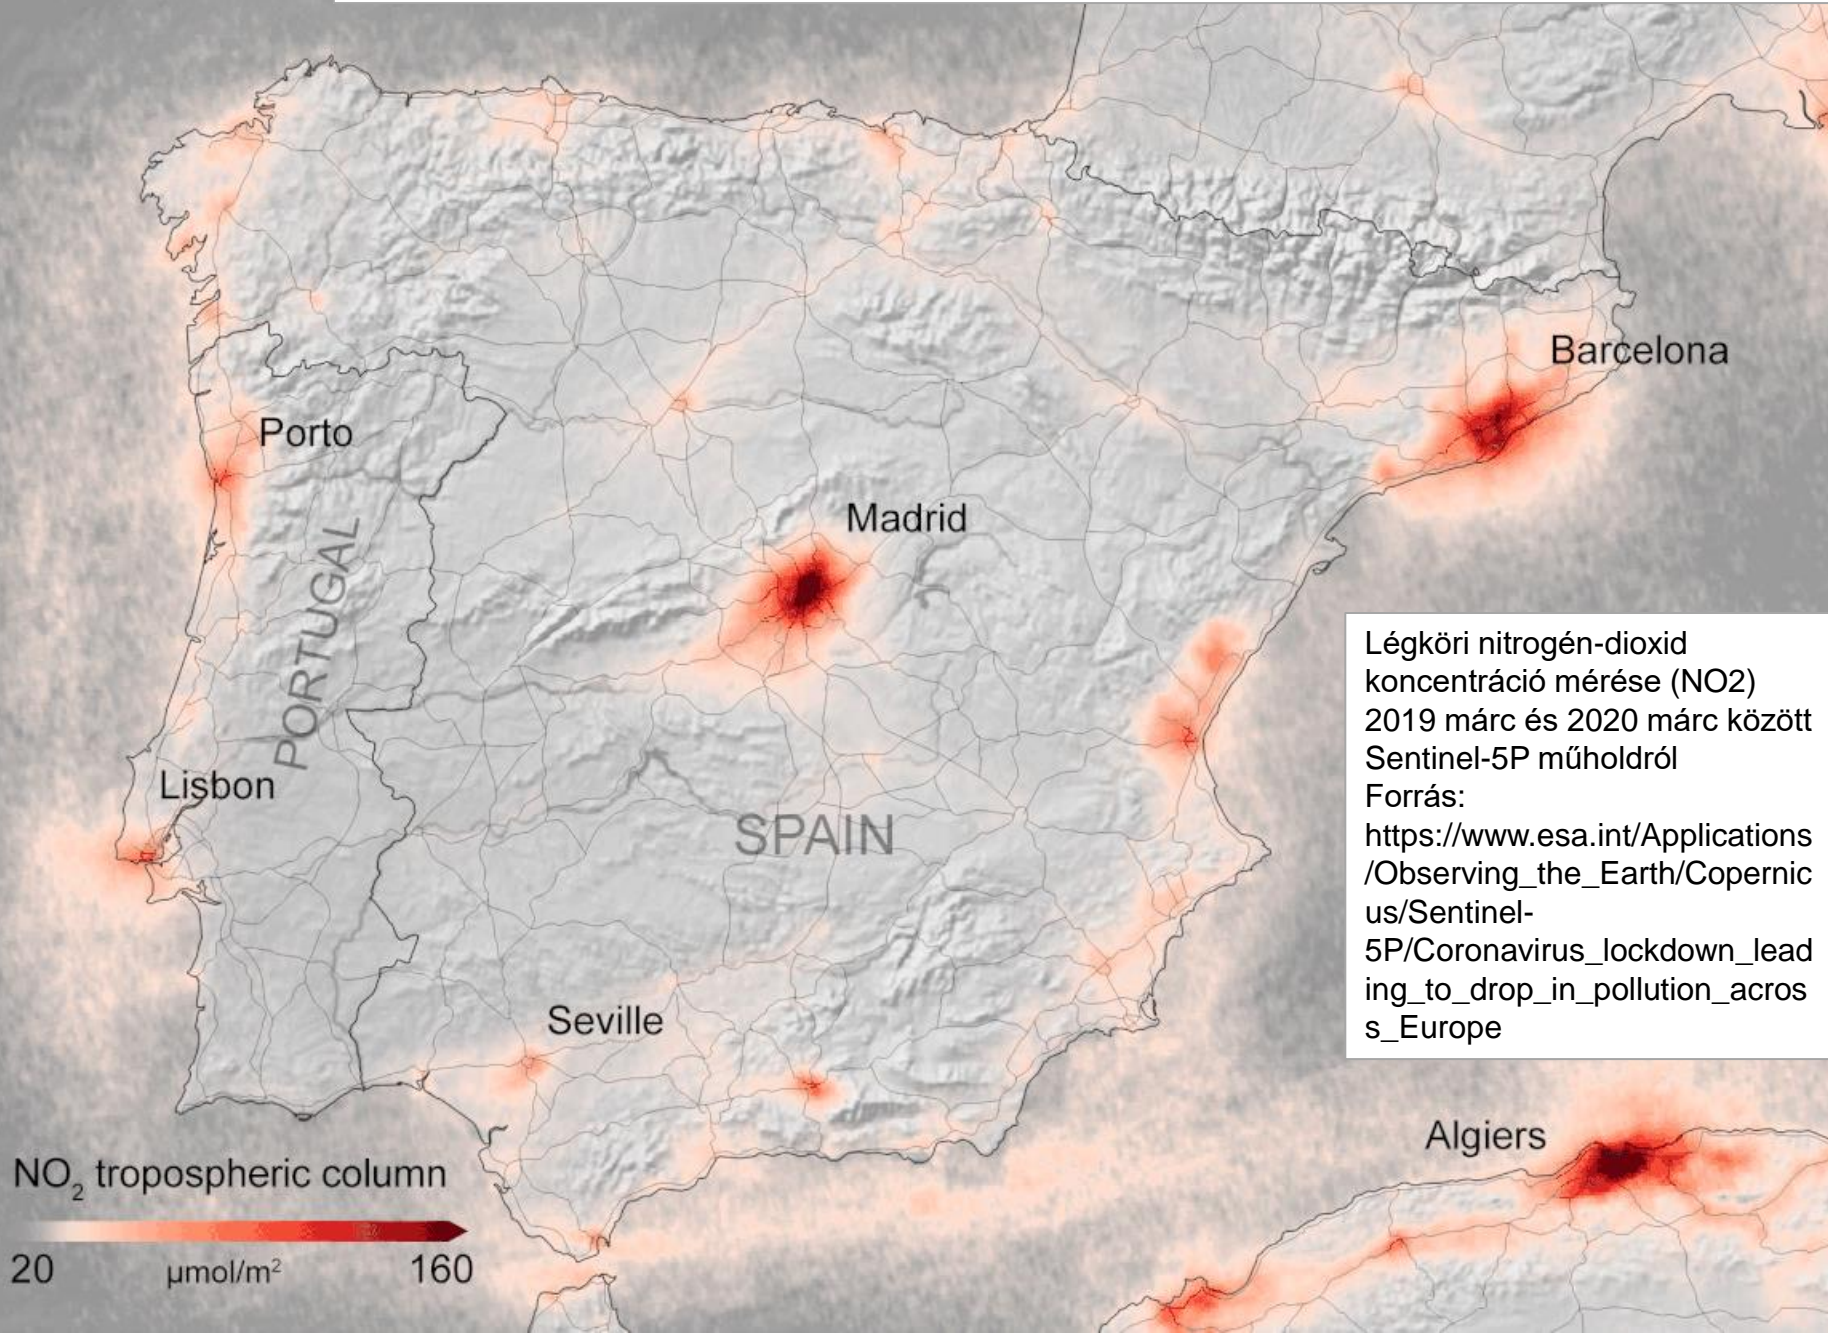 Barcelona
Porto
Madrid
PORTUGAL
Légköri nitrogén-dioxid
koncentráció mérése (NO2)
2019 márc és 2020 márc között
Sentinel-5P műholdról
Forrás:
https://www.esa.int/Applications
/Observing_the_Earth/Copernic
us/Sentinel-
5P/Coronavirus_lockdown_lead
ing_to_drop_in_pollution_acros
s_Europe
Lisbon
SPAIN
Seville
Algiers
NO₂ tropospheric column
20 µmol/m² 160